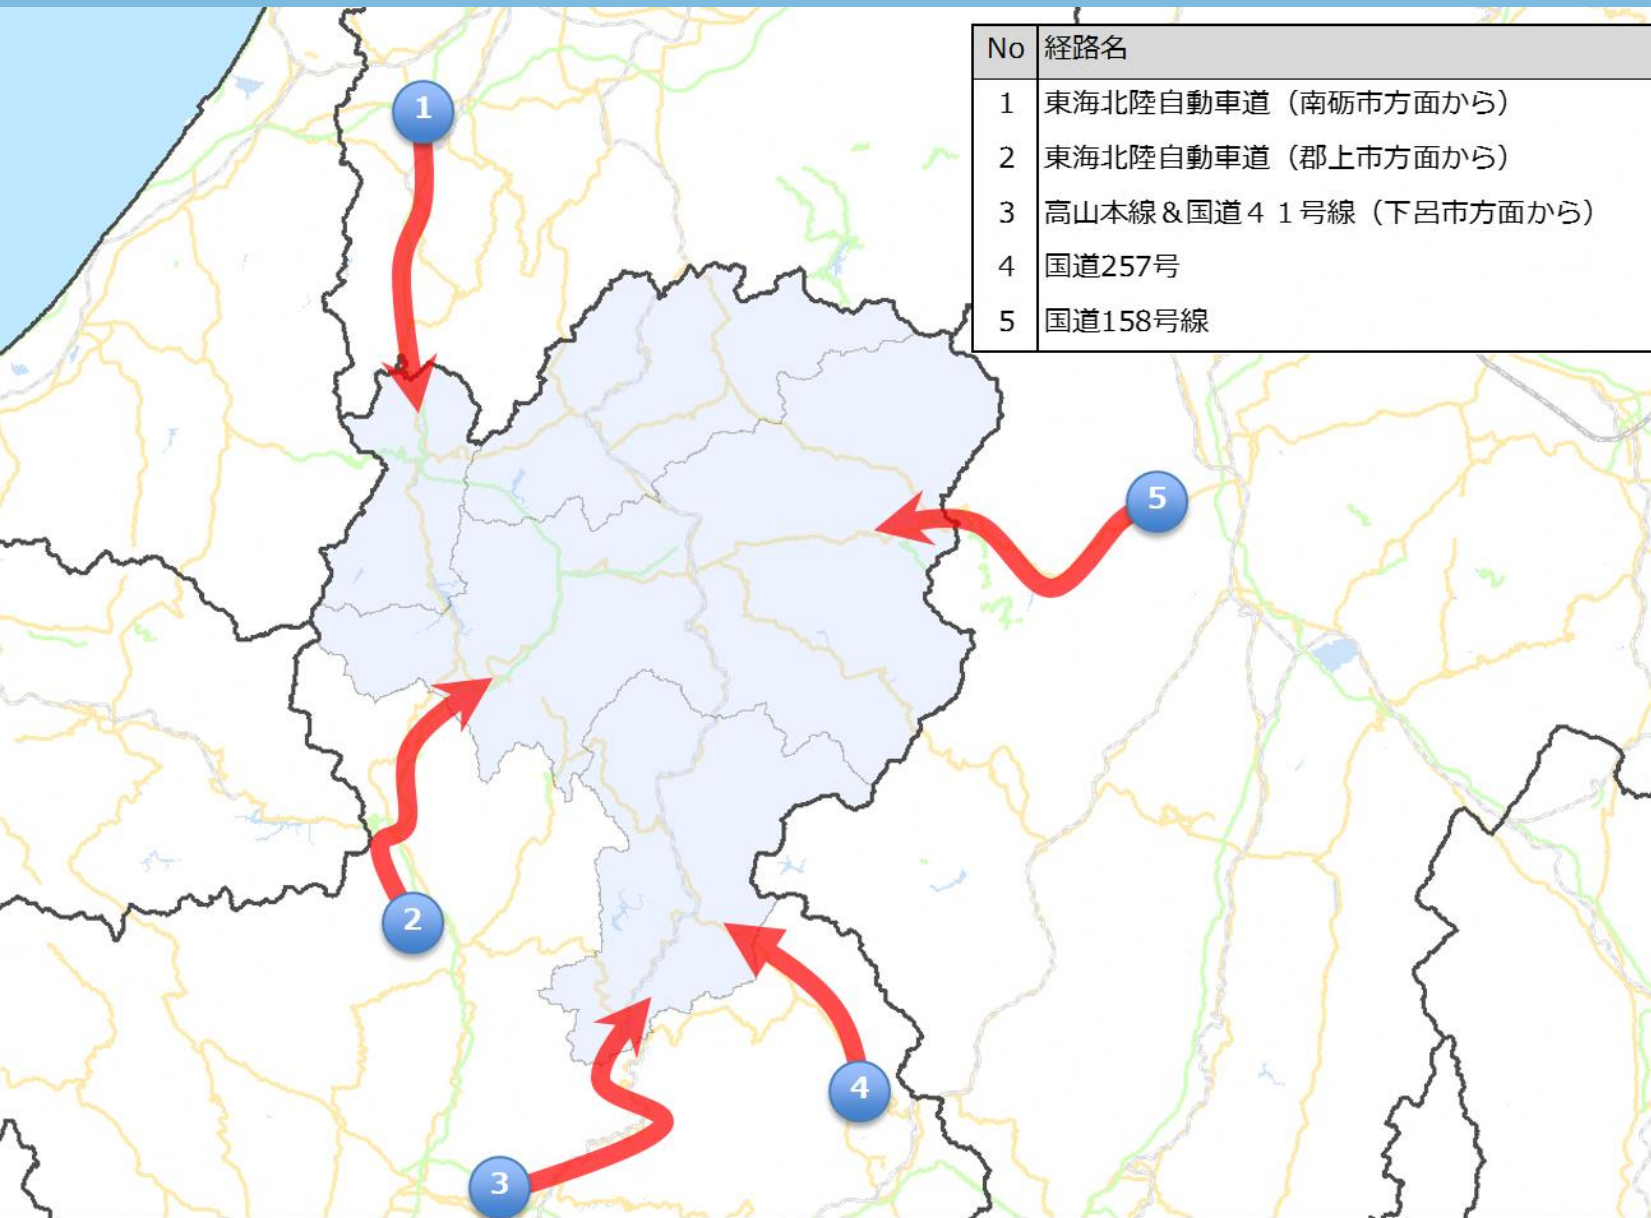 No 経路名
1 東海北陸自動車道（南砺市方面から）
2 東海北陸自動車道（郡上市方面から）
3 高山本線＆国道４１号線（下呂市方面から）
4 国道257号
5 国道158号線
1
5
2
4
3